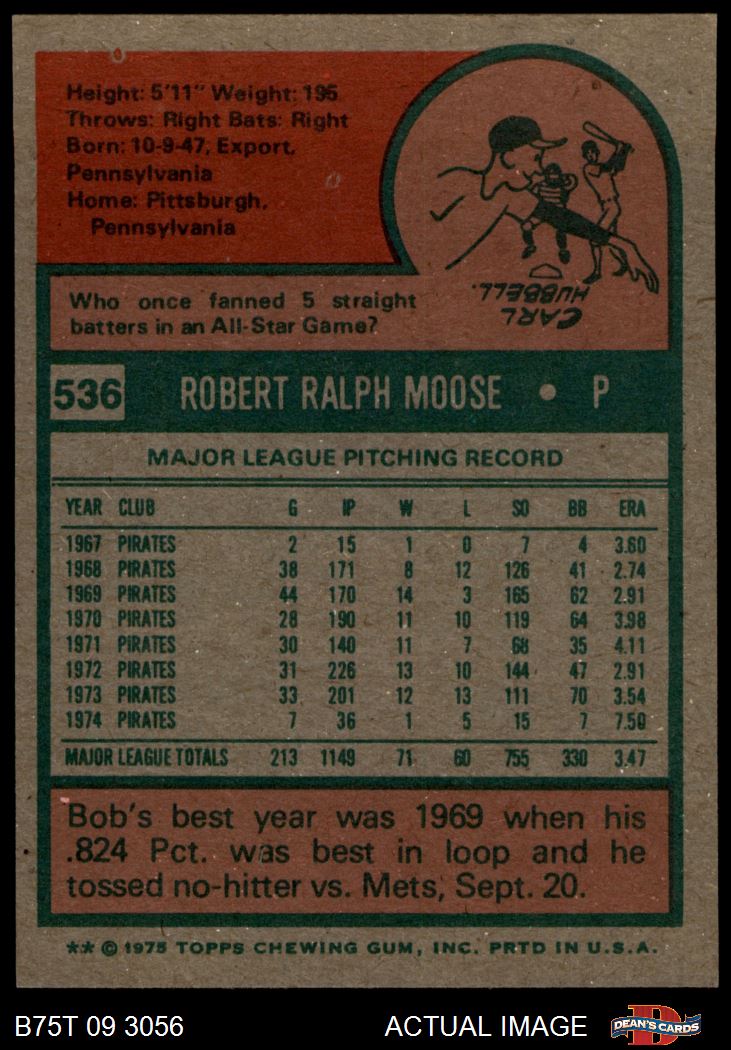 Height: 5'11" Weight: 195
Throws: Right Bats: Right
Born: 10-9-47, Export,
Pennsylvania
Home: Pittsburgh,
Pennsylvania
Who once fanned 5 straight
batters in an All-Star Game?
CARL
HUBBELL.
536 ROBERT RALPH MOOSE • P
MAJOR LEAGUE PITCHING RECORD
YEAR CLUB G IP W L SO BB ERA
1967 PIRATES 2 15 1 0 7 4 3.60
1968 PIRATES 38 171 8 12 126 41 2.74
1969 PIRATES 44 170 14 3 165 62 2.91
1970 PIRATES 28 190 11 10 119 64 3.98
1971 PIRATES 30 140 11 7 68 35 4.11
1972 PIRATES 31 226 13 10 144 47 2.91
1973 PIRATES 33 201 12 13 111 70 3.54
1974 PIRATES 7 36 1 5 15 7 7.50
MAJOR LEAGUE TOTALS 213 1149 71 60 755 330 3.47
Bob's best year was 1969 when his
.824 Pct. was best in loop and he
tossed no-hitter vs. Mets, Sept. 20.
** © 1975 TOPPS CHEWING GUM, INC. PRTD IN U.S.A.
B75T 09 3056 ACTUAL IMAGE DEAN'S CARDS